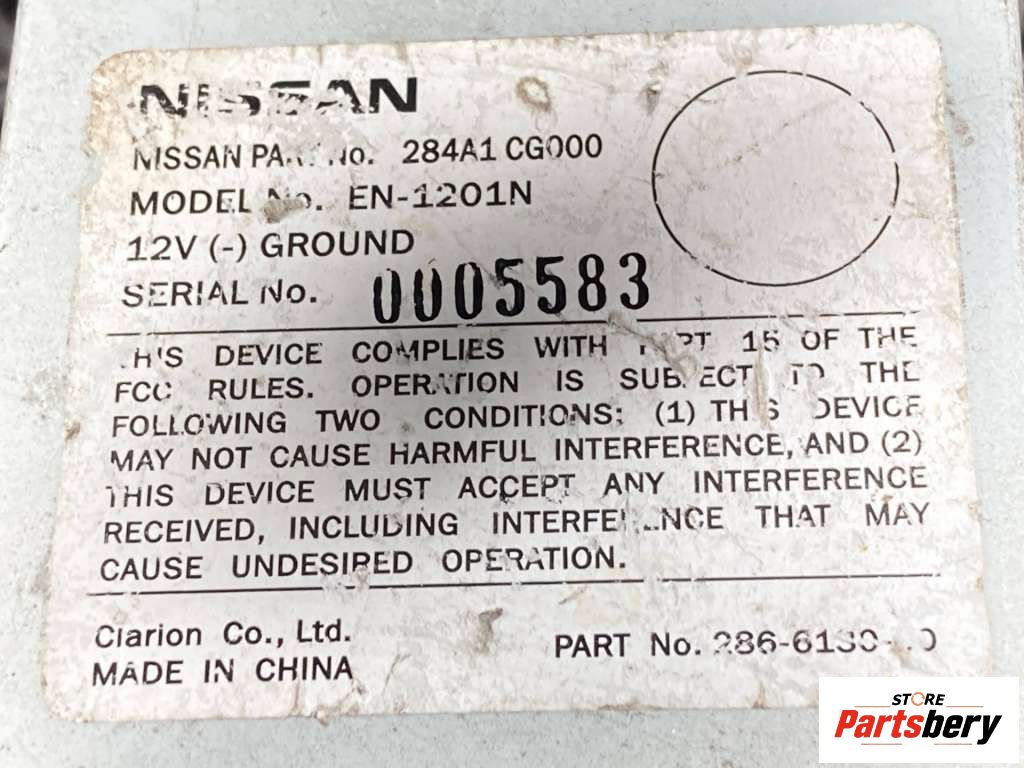 NISSAN
NISSAN PART No. 284A1 CG000
MODEL No. EN-1201N
12V (-) GROUND
SERIAL No. 0005583
THIS DEVICE COMPLIES WITH PART 15 OF THE
FCC RULES. OPERATION IS SUBJECT TO THE
FOLLOWING TWO CONDITIONS: (1) THIS DEVICE
MAY NOT CAUSE HARMFUL INTERFERENCE, AND (2)
THIS DEVICE MUST ACCEPT ANY INTERFERENCE
RECEIVED, INCLUDING INTERFERENCE THAT MAY
CAUSE UNDESIRED OPERATION.
Clarion Co., Ltd.
PART No.
MADE IN CHINA
STORE
Partsbery